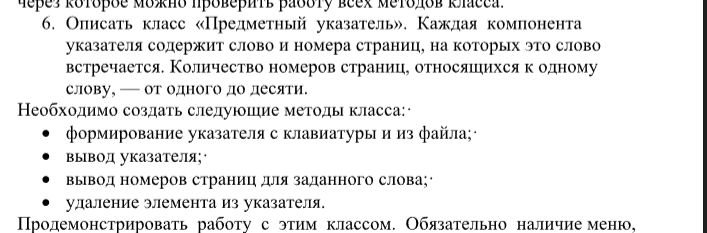 через которое можно проверить работу всех методов класса.
6. Описать класс «Предметный указатель». Каждая компонента
указателя содержит слово и номера страниц, на которых это слово
встречается. Количество номеров страниц, относящихся к одному
слову, — от одного до десяти.
Необходимо создать следующие методы класса:·
• формирование указателя с клавиатуры и из файла;·
• вывод указателя;·
• вывод номеров страниц для заданного слова;·
• удаление элемента из указателя.
Продемонстрировать работу с этим классом. Обязательно наличие меню,